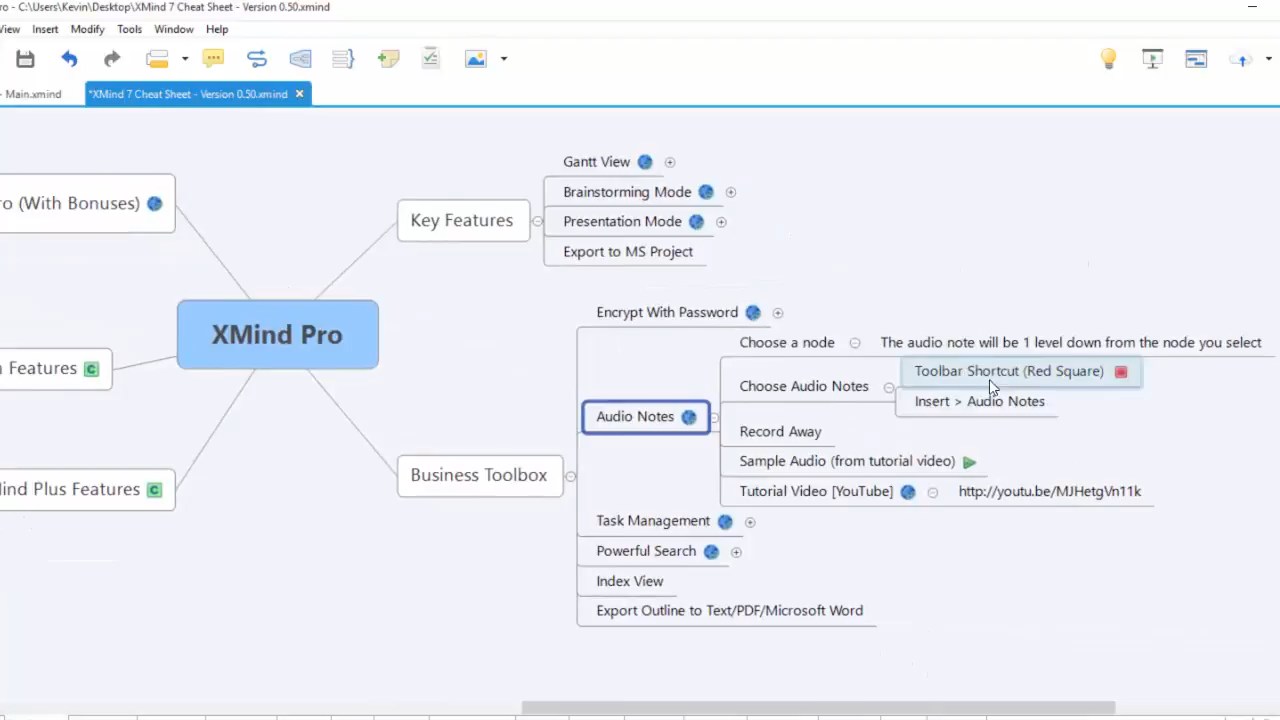 ro - C:\Users\Kevin\Desktop\XMind 7 Cheat Sheet - Version 0.50.xmind
View Insert Modify Tools Window Help
- Main.xmind
*XMind 7 Cheat Sheet - Version 0.50.xmind
ro (With Bonuses)
Features
Mind Plus Features
XMind Pro
Key Features
Gantt View
Brainstorming Mode
Presentation Mode
Export to MS Project
Business Toolbox
Encrypt With Password
Audio Notes
Choose a node
The audio note will be 1 level down from the node you select
Choose Audio Notes
Toolbar Shortcut (Red Square)
Insert > Audio Notes
Record Away
Sample Audio (from tutorial video)
Tutorial Video [YouTube]
http://youtu.be/MJHetgVn11k
Task Management
Powerful Search
Index View
Export Outline to Text/PDF/Microsoft Word